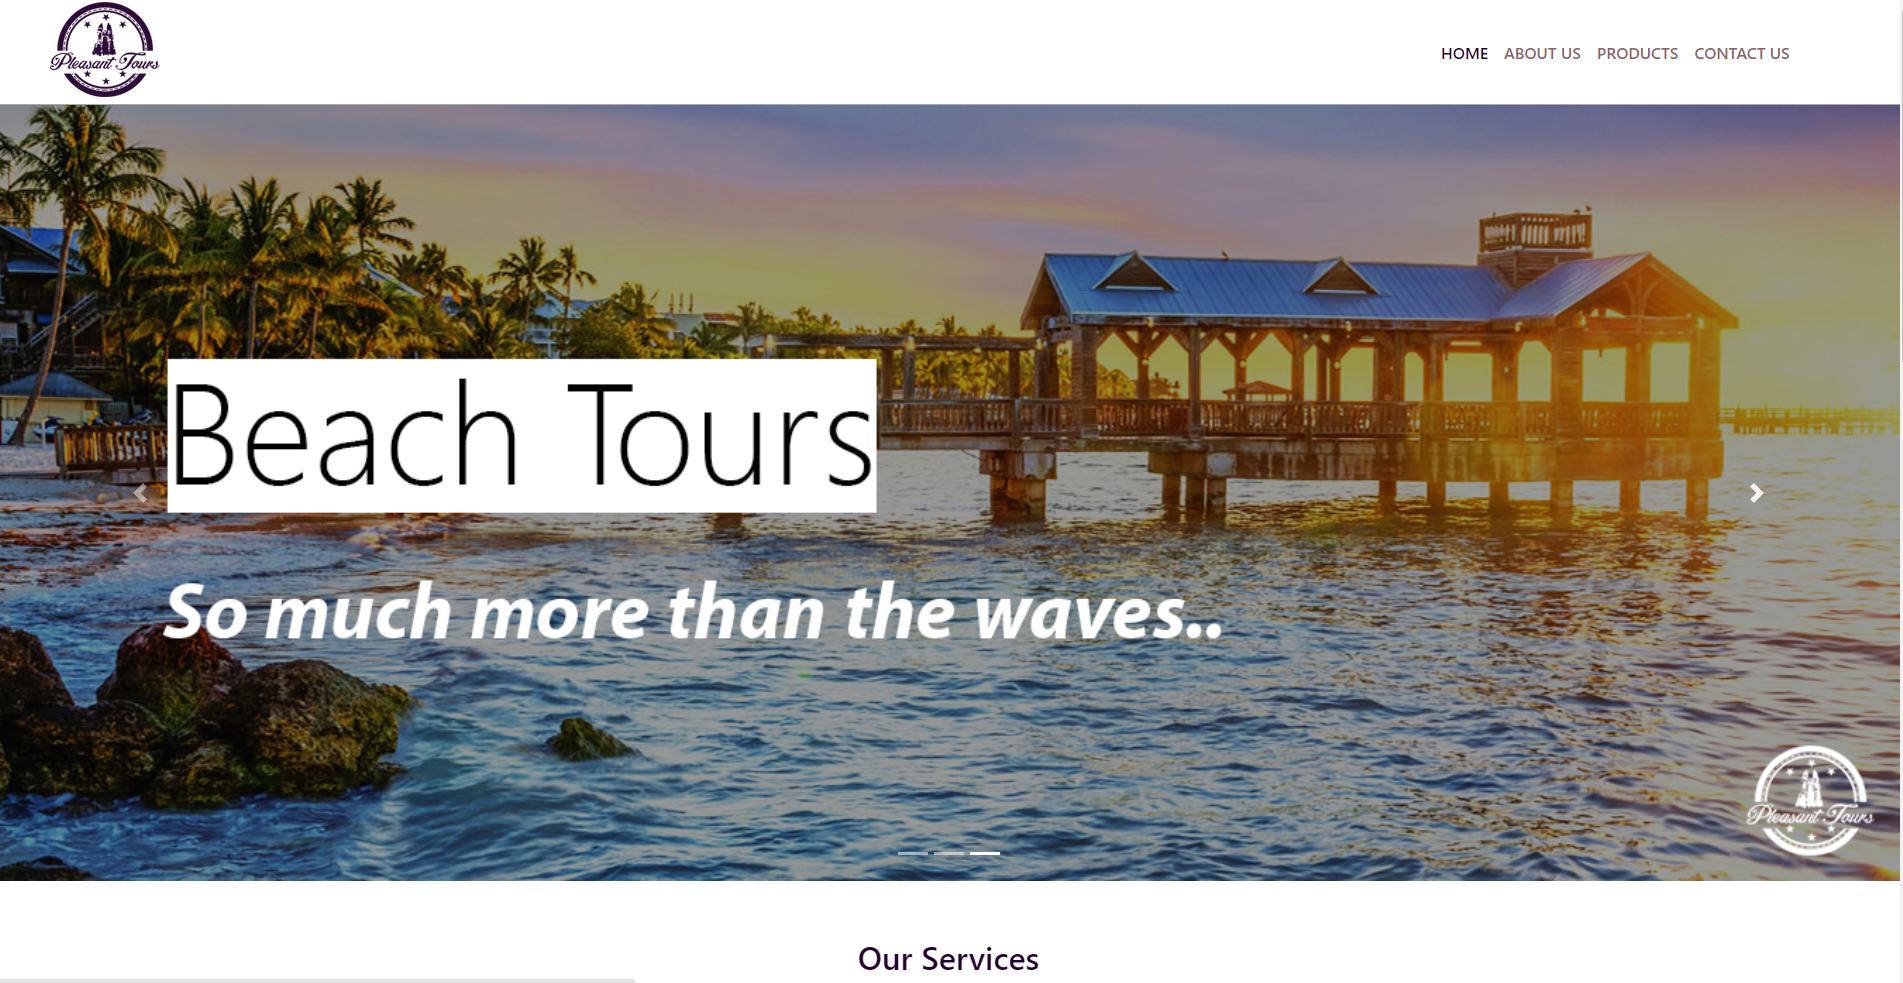 Pleasant Tours
HOME ABOUT US PRODUCTS CONTACT US
Beach Tours
So much more than the waves..
Pleasant Tours
Our Services